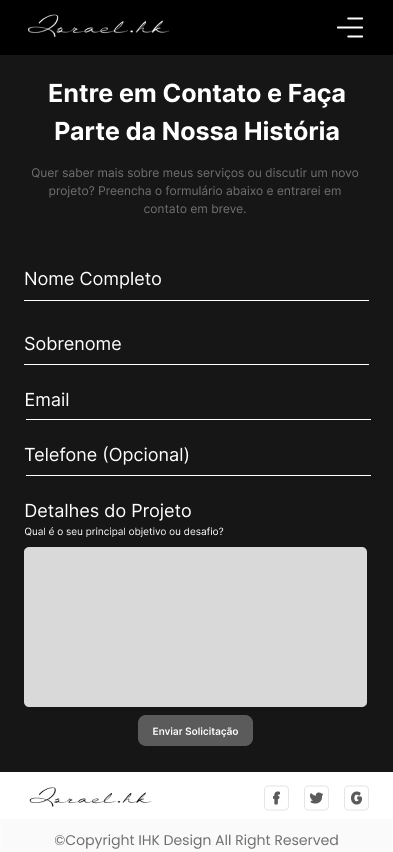 Israel.hk
Entre em Contato e Faça
Parte da Nossa História
Quer saber mais sobre meus serviços ou discutir um novo
projeto? Preencha o formulário abaixo e entrarei em
contato em breve.
Nome Completo
Sobrenome
Email
Telefone (Opcional)
Detalhes do Projeto
Qual é o seu principal objetivo ou desafio?
Enviar Solicitação
Israel.hk
©Copyright IHK Design All Right Reserved